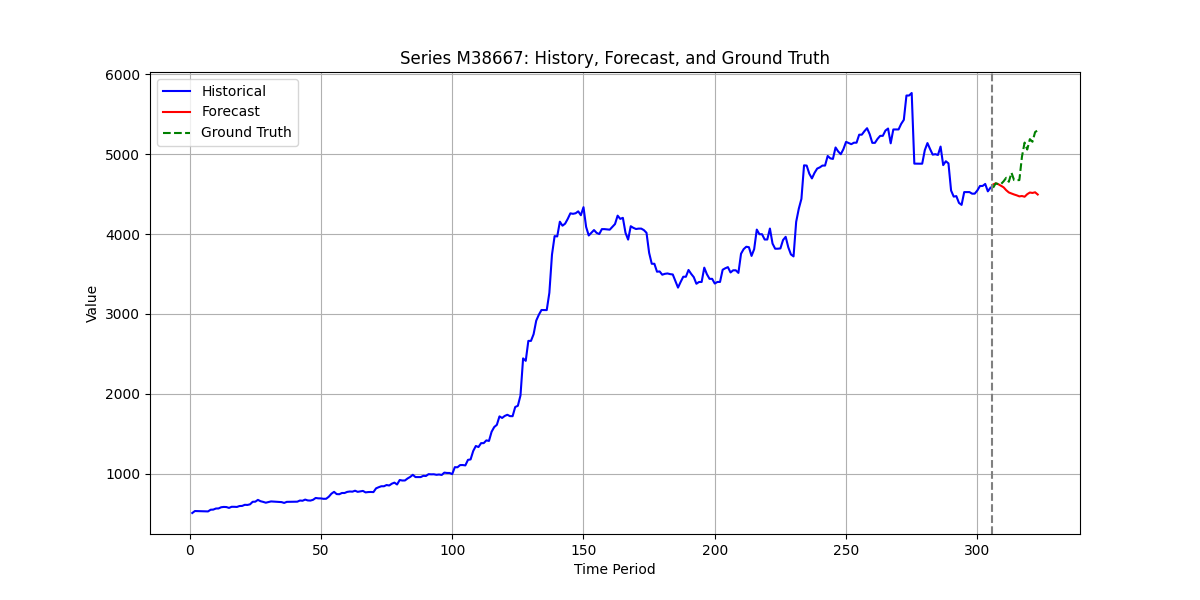 Series M38667: History, Forecast, and Ground Truth
Historical
Forecast
Ground Truth
6000
5000
4000
3000
2000
1000
Value
0 50 100 150 200 250 300
Time Period